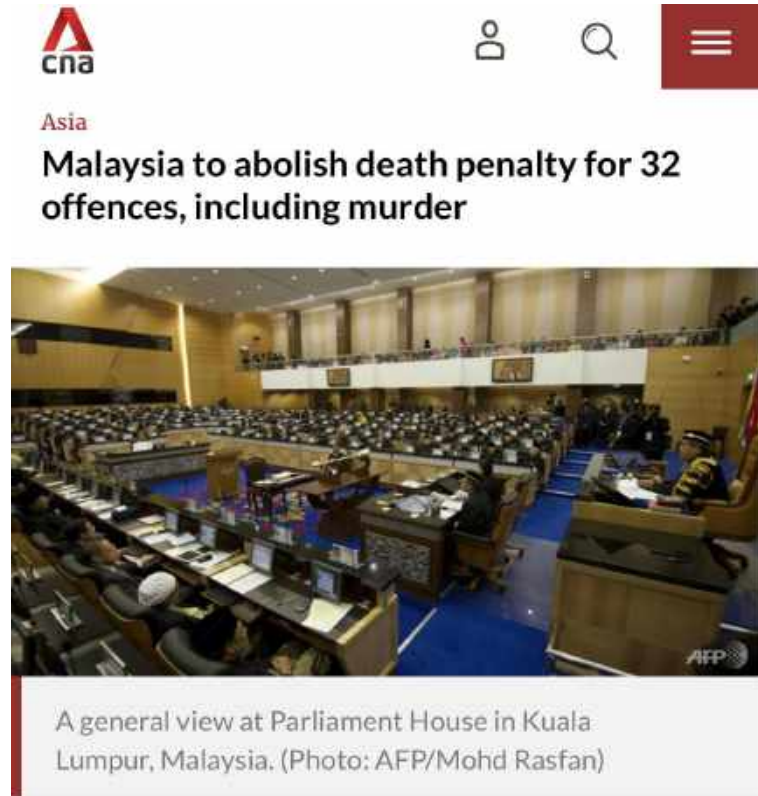 cna
Asia
Malaysia to abolish death penalty for 32
offences, including murder
AFP
A general view at Parliament House in Kuala
Lumpur, Malaysia. (Photo: AFP/Mohd Rasfan)